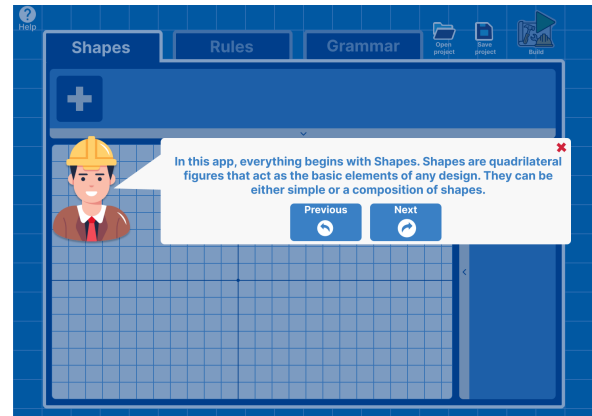 Help
Shapes
Rules
Grammar
Open
project
Save
project
Build
In this app, everything begins with Shapes. Shapes are quadrilateral
figures that act as the basic elements of any design. They can be
either simple or a composition of shapes.
Previous
Next